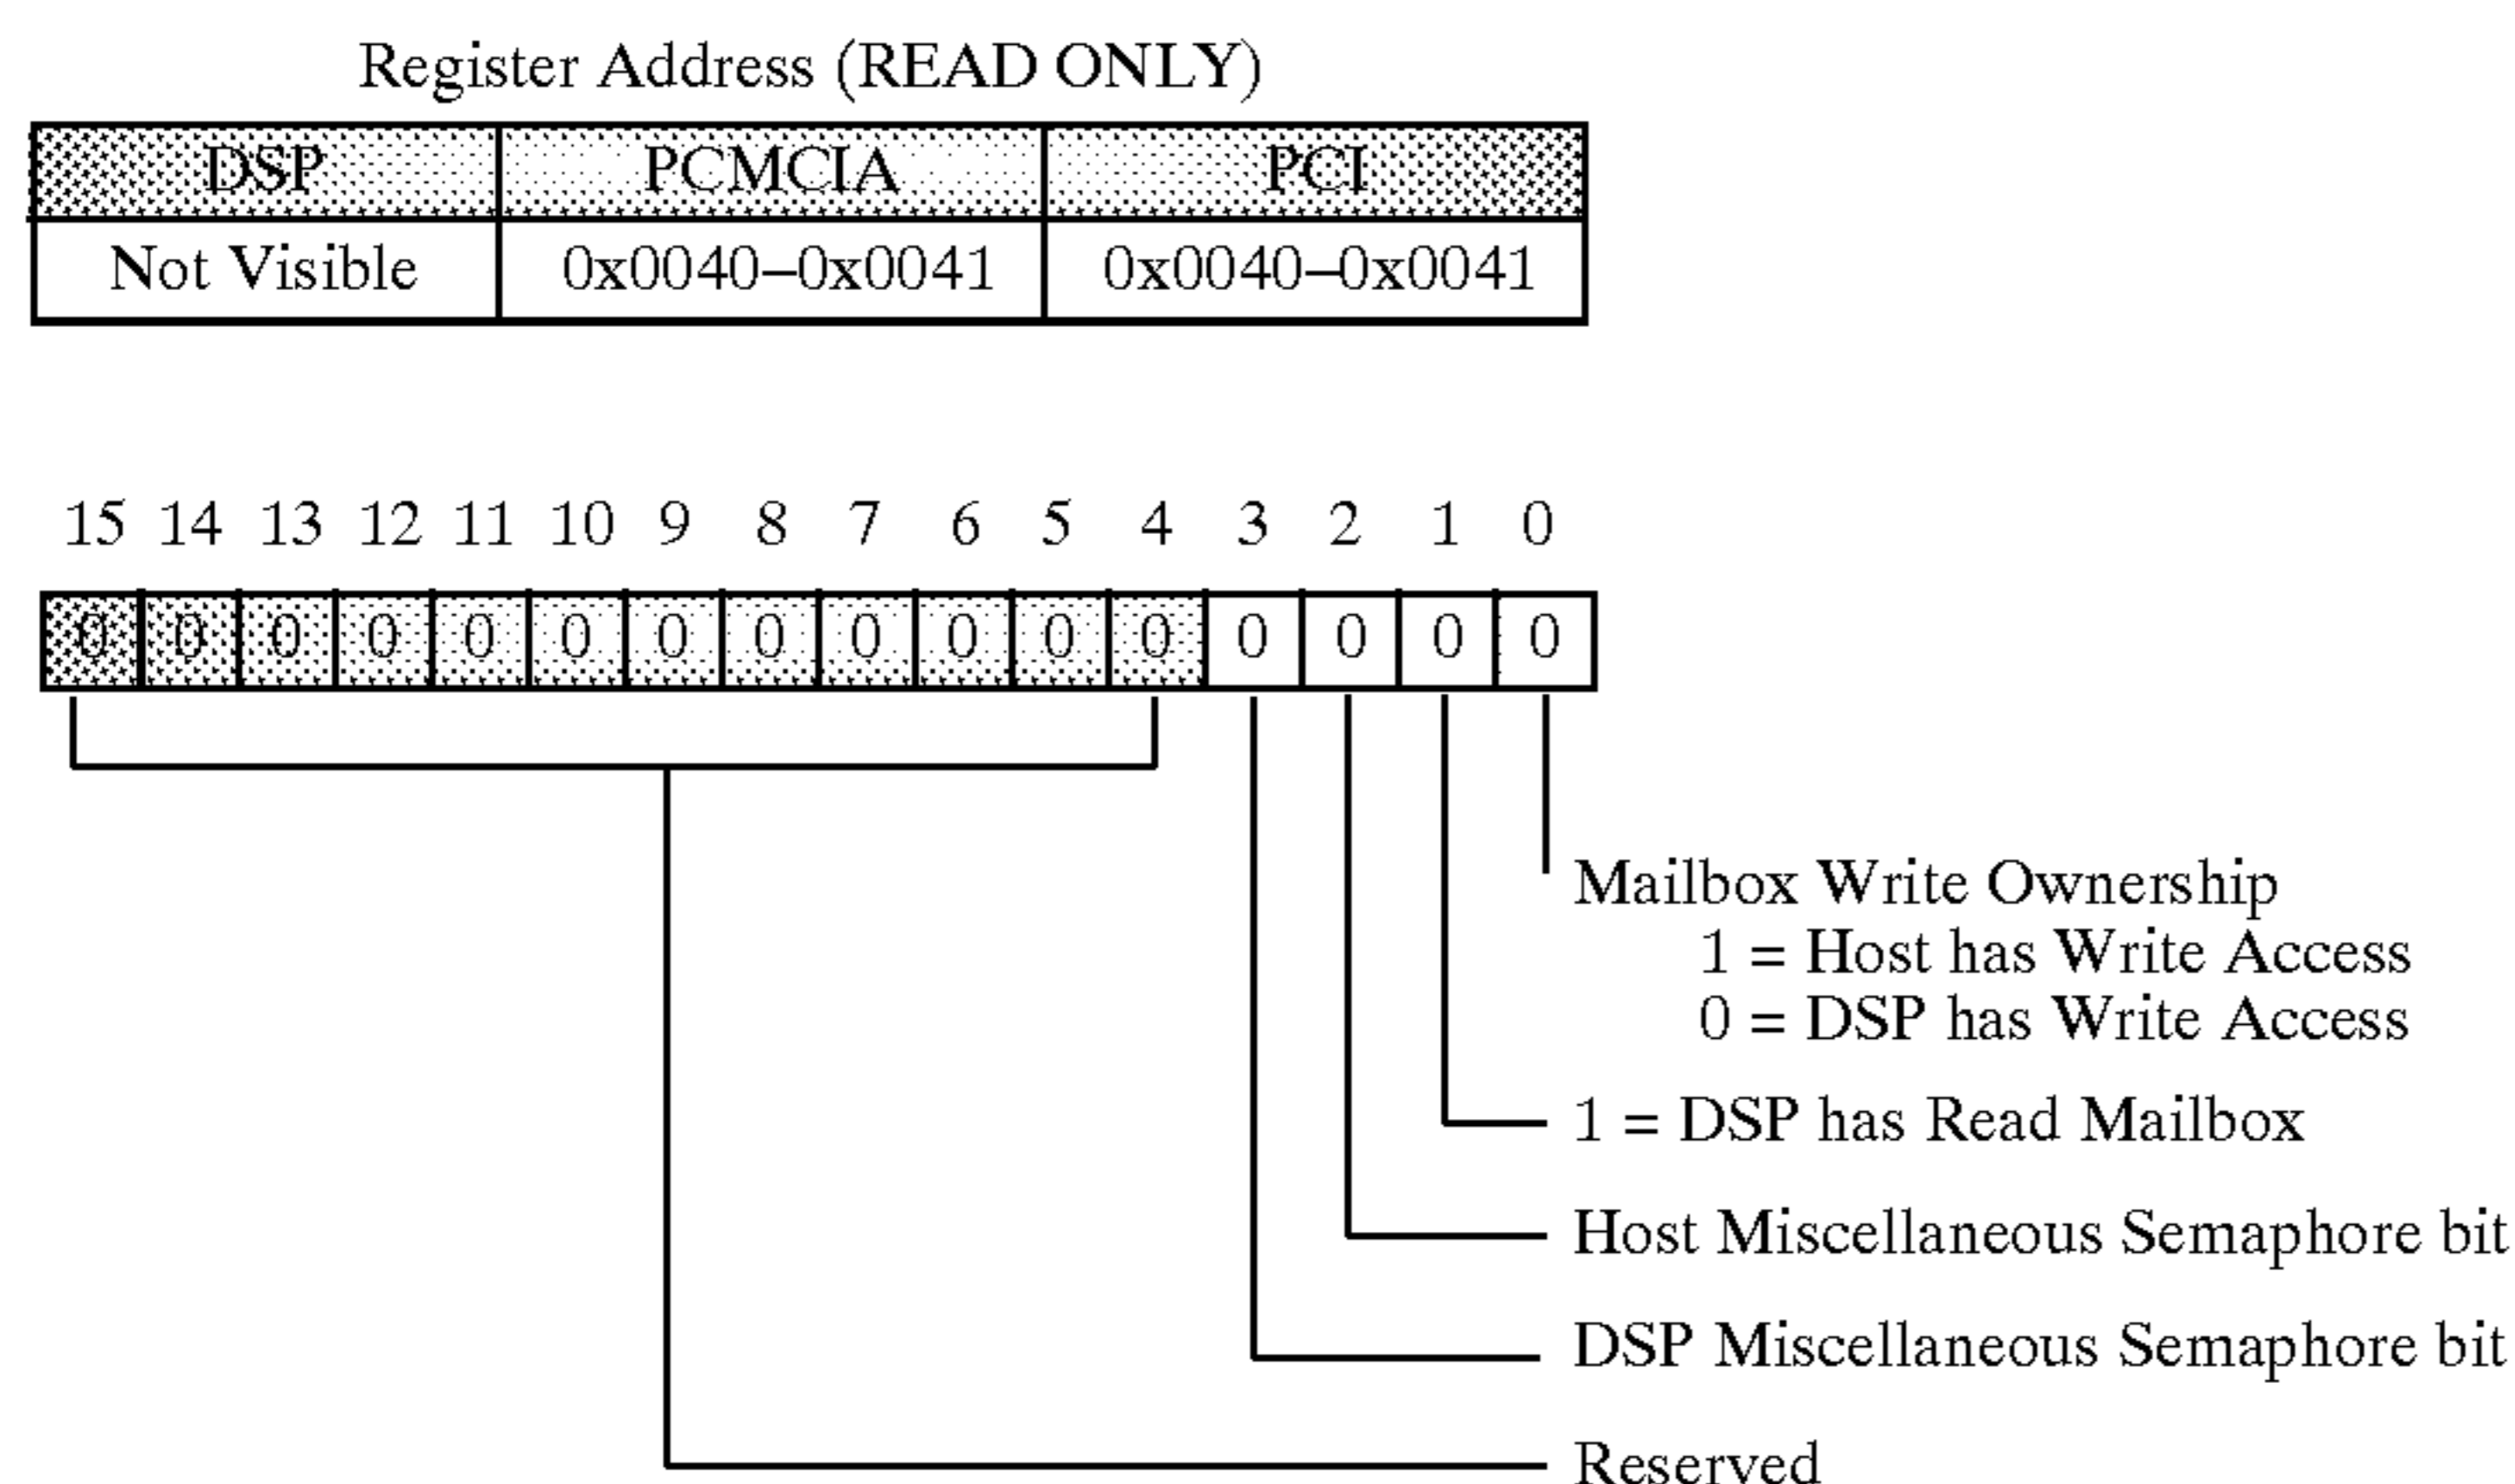 Register Address (READ ONLY)
DSP PCMCIA PCI
Not Visible 0x0040–0x0041 0x0040–0x0041
15 14 13 12 11 10 9 8 7 6 5 4 3 2 1 0
0 0 0 0 0 0 0 0 0 0 0 0 0 0 0 0
Mailbox Write Ownership
1 = Host has Write Access
0 = DSP has Write Access
1 = DSP has Read Mailbox
Host Miscellaneous Semaphore bit
DSP Miscellaneous Semaphore bit
Reserved